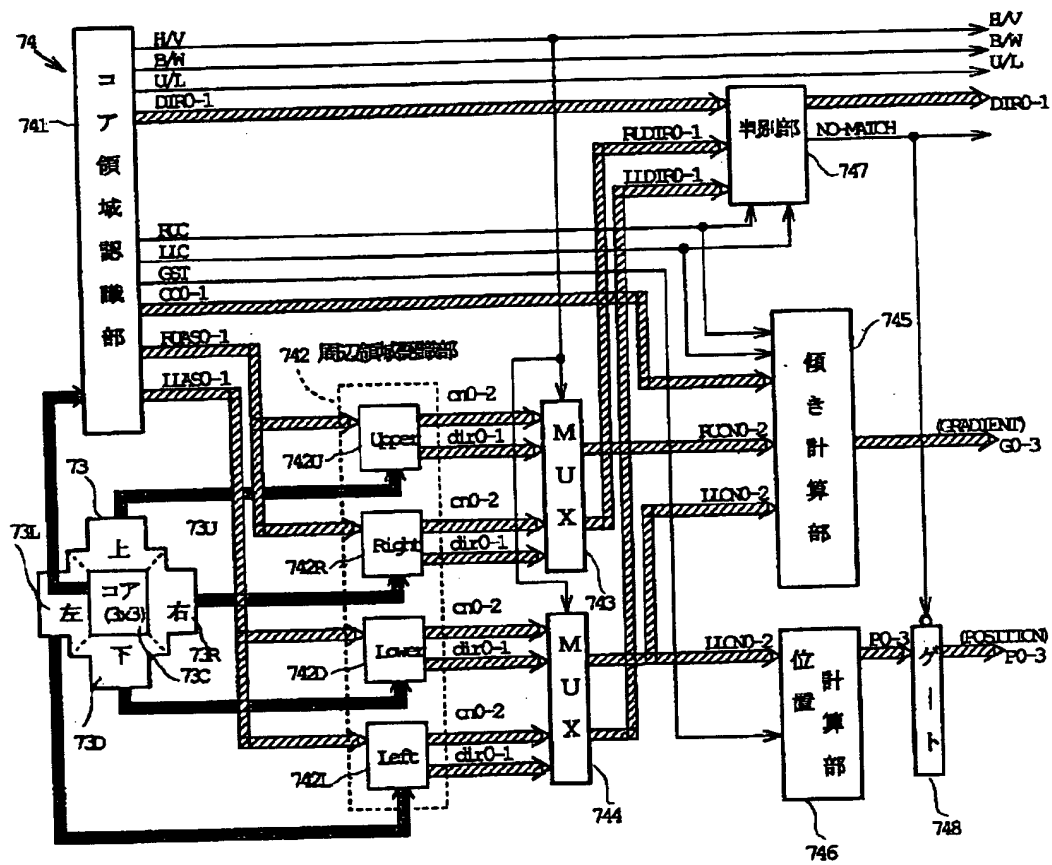 74
741
コア領域認識部
H/V
B/W
U/L
DIR0-1
H/V
B/W
U/L
DIR0-1
RUDIR0-1
LLDIR0-1
判別部
747
NO-MATCH
RUC
LLC
GST
CC0-1
RUAS0-1
LLAS0-1
742 周辺領域認識部
cn0-2
dir0-1
Upper
742U
cn0-2
dir0-1
Right
742R
cn0-2
dir0-1
Lower
742D
cn0-2
dir0-1
Left
742L
MUX
743
MUX
744
RUCN0-2
LLCN0-2
LLCN0-2
傾き計算部
745
(GRADIENT)
G0-3
位置計算部
746
P0-3
ゲート
748
(POSITION)
P0-3
73
73U
73L
上
左
コア
(3x3)
右
下
73R
73C
73D